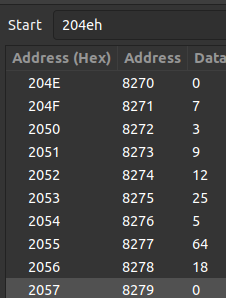 Start 204eh
Address (Hex) Address Data
204E 8270 0
204F 8271 7
2050 8272 3
2051 8273 9
2052 8274 12
2053 8275 25
2054 8276 5
2055 8277 64
2056 8278 18
2057 8279 0